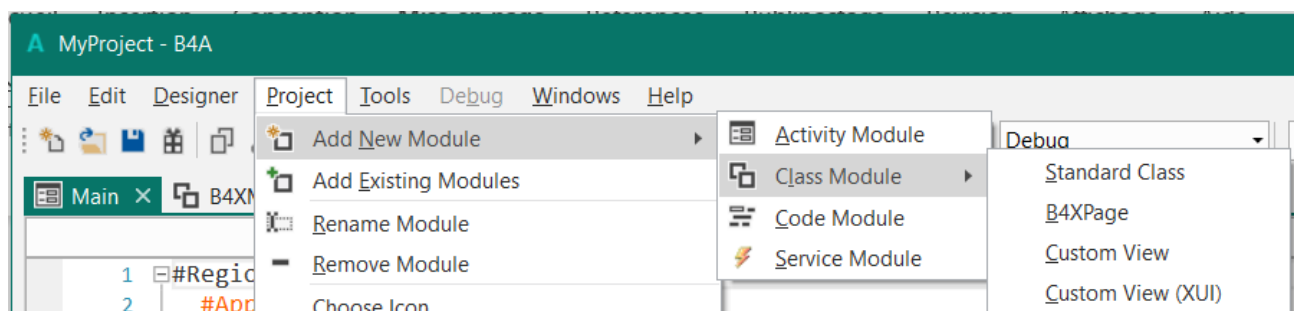 MyProject - B4A
File Edit Designer Project Tools Debug Windows Help
Add New Module
Activity Module
Debug
Add Existing Modules
Class Module
Standard Class
Main
Rename Module
Code Module
B4XPage
Remove Module
Service Module
Custom View
1 #Regio
2 #App
Choose Icon
Custom View (XUI)